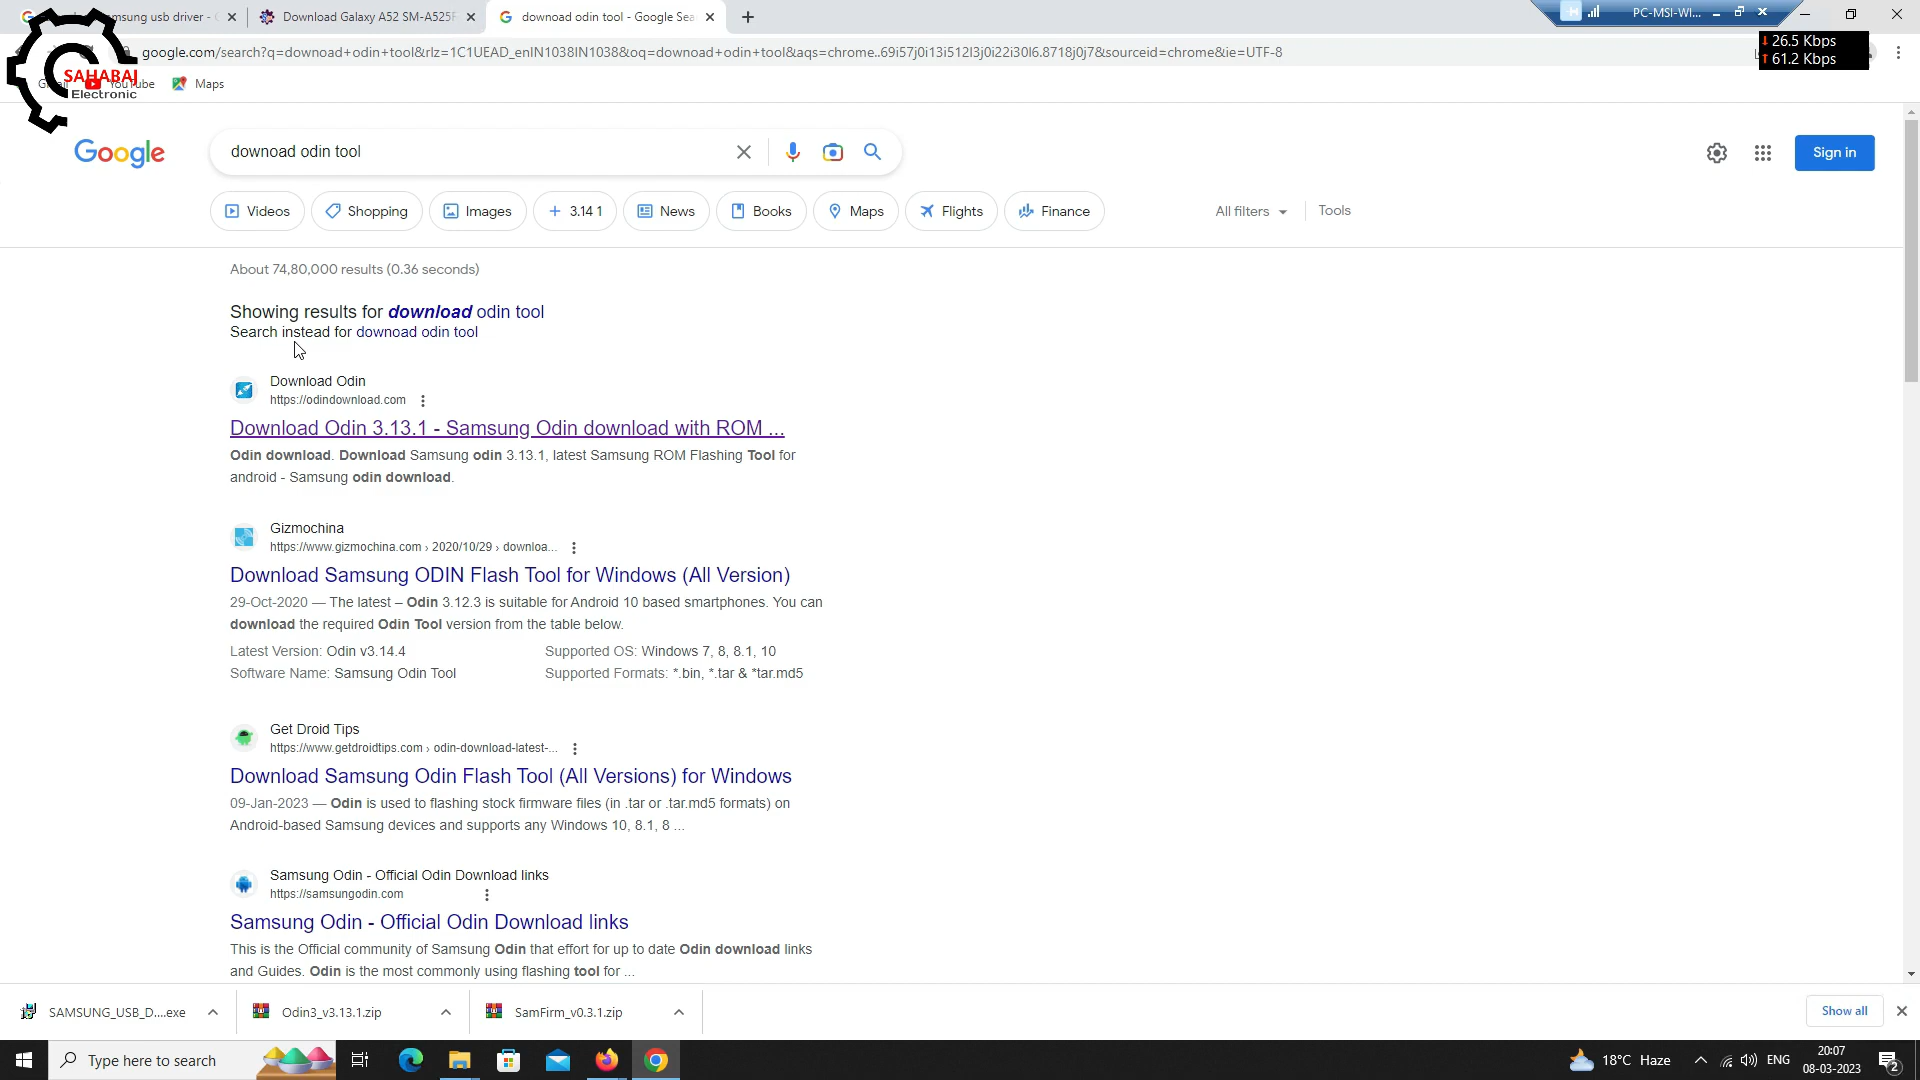 amsung usb driver -
Download Galaxy A52 SM-A525F
downoad odin tool - Google Sea
PC-MSI-WI...
google.com/search?q=downoad+odin+tool&rlz=1C1UEAD_enIN1038IN1038&oq=downoad+odin+tool&aqs=chrome..69i57j0i13i512l3j0i22i30l6.8718j0j7&sourceid=chrome&ie=UTF-8
26.5 Kbps
61.2 Kbps
SAHABAJ
Electronic
YouTube
Maps
Google
downoad odin tool
Sign in
Videos
Shopping
Images
3.14 1
News
Books
Maps
Flights
Finance
All filters
Tools
About 74,80,000 results (0.36 seconds)
Showing results for download odin tool
Search instead for downoad odin tool
Download Odin
https://odindownload.com
Download Odin 3.13.1 - Samsung Odin download with ROM ...
Odin download. Download Samsung odin 3.13.1, latest Samsung ROM Flashing Tool for
android - Samsung odin download.
Gizmochina
https://www.gizmochina.com › 2020/10/29 › downloa...
Download Samsung ODIN Flash Tool for Windows (All Version)
29-Oct-2020 — The latest – Odin 3.12.3 is suitable for Android 10 based smartphones. You can
download the required Odin Tool version from the table below.
Latest Version: Odin v3.14.4
Supported OS: Windows 7, 8, 8.1, 10
Software Name: Samsung Odin Tool
Supported Formats: *.bin, *.tar & *tar.md5
Get Droid Tips
https://www.getdroidtips.com › odin-download-latest-...
Download Samsung Odin Flash Tool (All Versions) for Windows
09-Jan-2023 — Odin is used to flashing stock firmware files (in .tar or .tar.md5 formats) on
Android-based Samsung devices and supports any Windows 10, 8.1, 8 ...
Samsung Odin - Official Odin Download links
https://samsungodin.com
Samsung Odin - Official Odin Download links
This is the Official community of Samsung Odin that effort for up to date Odin download links
and Guides. Odin is the most commonly using flashing tool for ...
SAMSUNG_USB_D....exe
Odin3_v3.13.1.zip
SamFirm_v0.3.1.zip
Show all
Type here to search
18°C Haze
ENG
20:07
08-03-2023
2